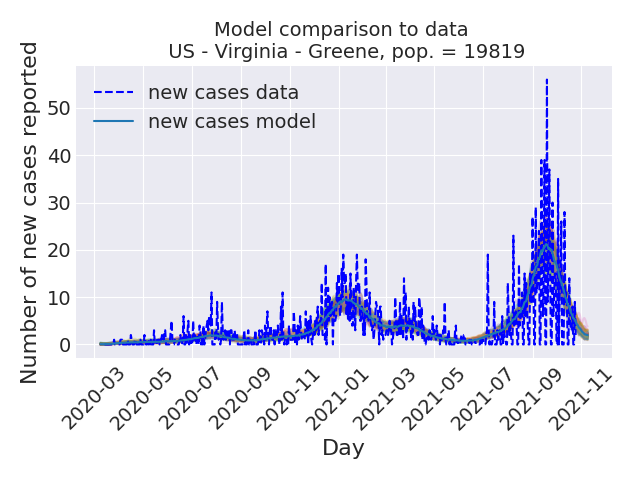 Model comparison to data
US - Virginia - Greene, pop. = 19819
Number of new cases reported
new cases data
new cases model
50
40
30
20
10
0
2020-03
2020-05
2020-07
2020-09
2020-11
2021-01
2021-03
2021-05
2021-07
2021-09
2021-11
Day